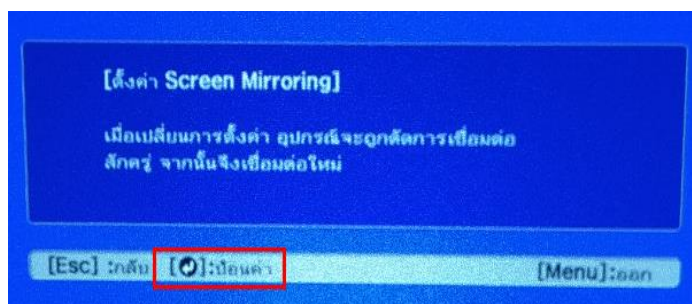 [ตั้งค่า Screen Mirroring]
เมื่อเปลี่ยนการตั้งค่า อุปกรณ์จะถูกตัดการเชื่อมต่อ
สักครู่ จากนั้นจึงเชื่อมต่อใหม่
[Esc] :กลับ [↵]:ป้อนค่า [Menu]:ออก